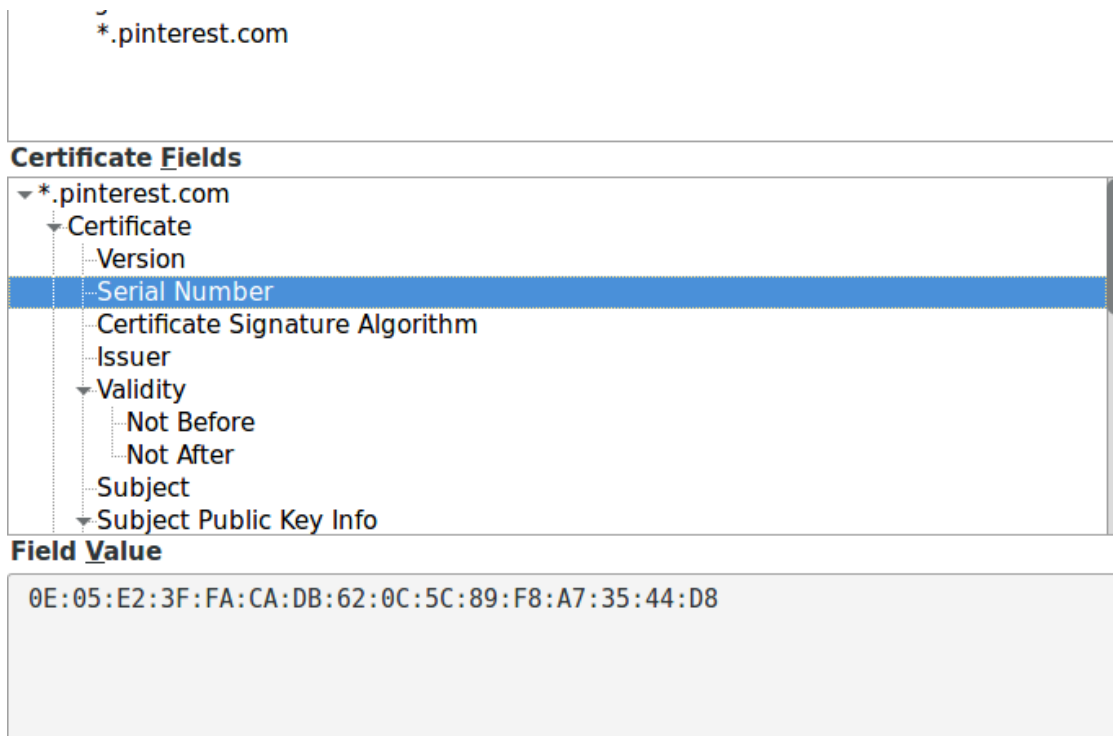 *.pinterest.com
Certificate Fields
*.pinterest.com
Certificate
Version
Serial Number
Certificate Signature Algorithm
Issuer
Validity
Not Before
Not After
Subject
Subject Public Key Info
Field Value
0E:05:E2:3F:FA:CA:DB:62:0C:5C:89:F8:A7:35:44:D8